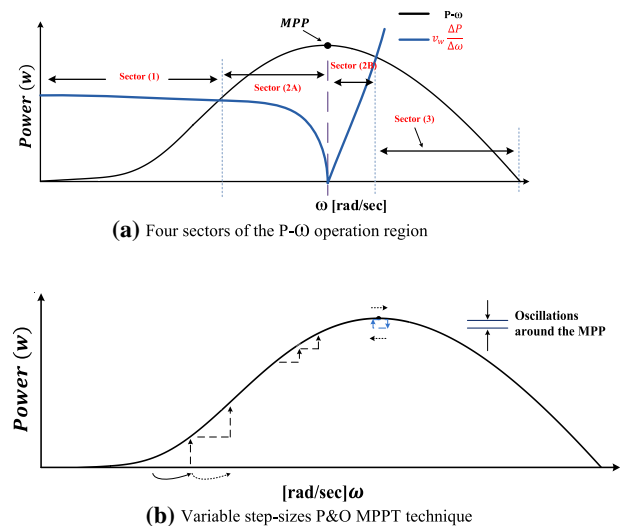 MPP
P-ω
v_w ΔP/Δω
Sector (1)
Sector (2A)
Sector (2B)
Sector (3)
Power (w)
ω [rad/sec]
(a) Four sectors of the P-ω operation region
Power (w)
Oscillations
around the MPP
[rad/sec]ω
(b) Variable step-sizes P&O MPPT technique